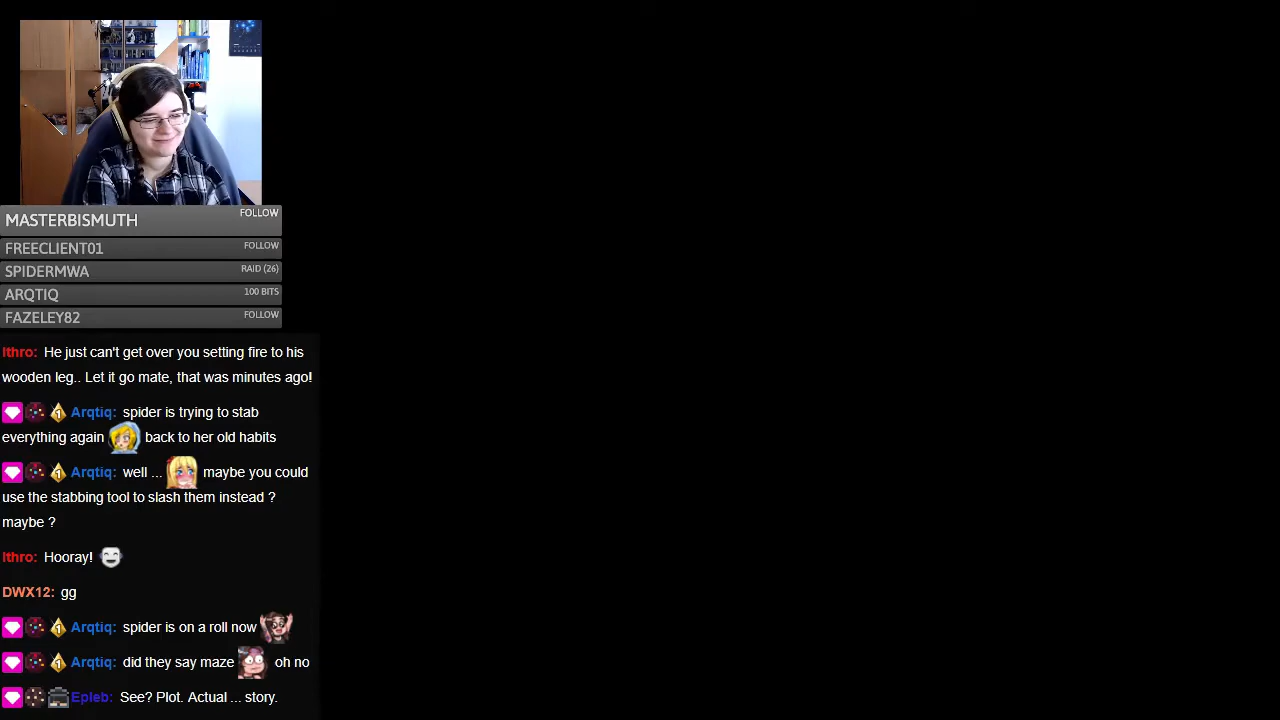 MASTERBISMUTH FOLLOW
FREECLIENT01 FOLLOW
SPIDERMWA RAID (26)
ARQTIQ 100 BITS
FAZELEY82 FOLLOW
Ithro: He just can't get over you setting fire to his
wooden leg.. Let it go mate, that was minutes ago!
1 Arqtiq: spider is trying to stab
everything again back to her old habits
1 Arqtiq: well ... maybe you could
use the stabbing tool to slash them instead ?
maybe ?
Ithro: Hooray!
DWX12: gg
1 Arqtiq: spider is on a roll now
1 Arqtiq: did they say maze oh no
Epleb: See? Plot. Actual ... story.